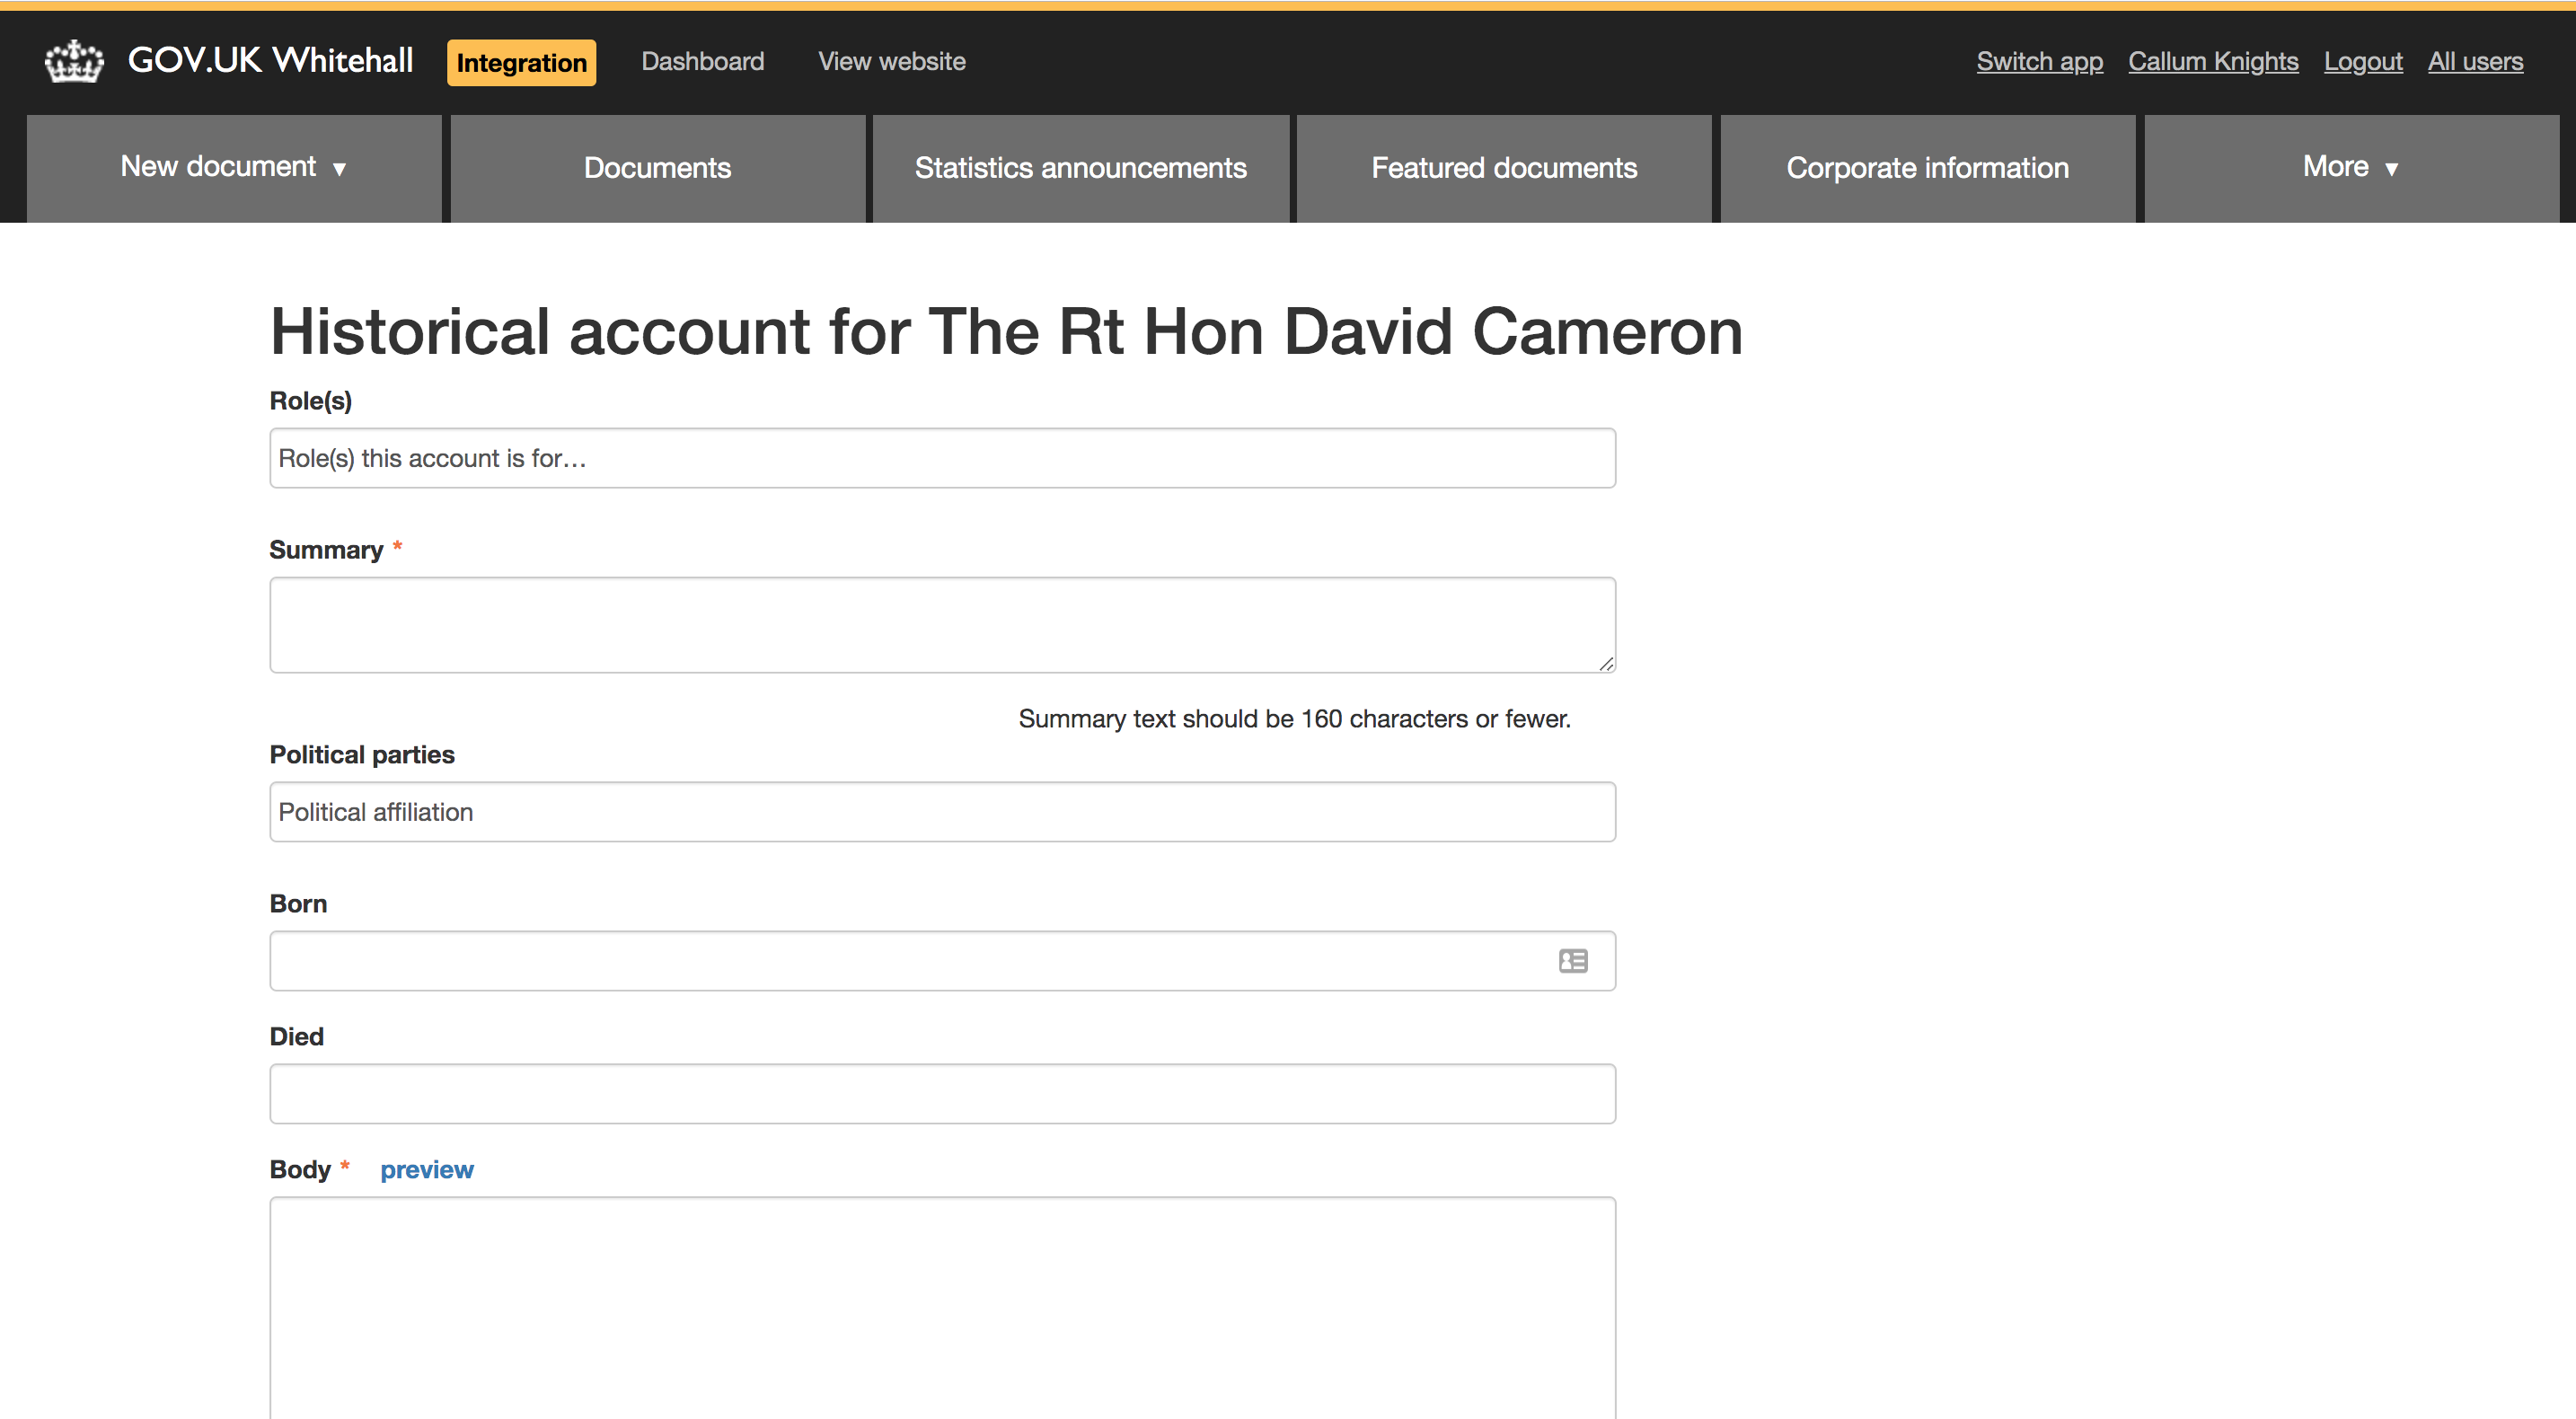 GOV.UK Whitehall Integration Dashboard View website Switch app Callum Knights Logout All users
New document ▼ Documents Statistics announcements Featured documents Corporate information More ▼
Historical account for The Rt Hon David Cameron
Role(s)
Role(s) this account is for…
Summary *
Summary text should be 160 characters or fewer.
Political parties
Political affiliation
Born
Died
Body * preview